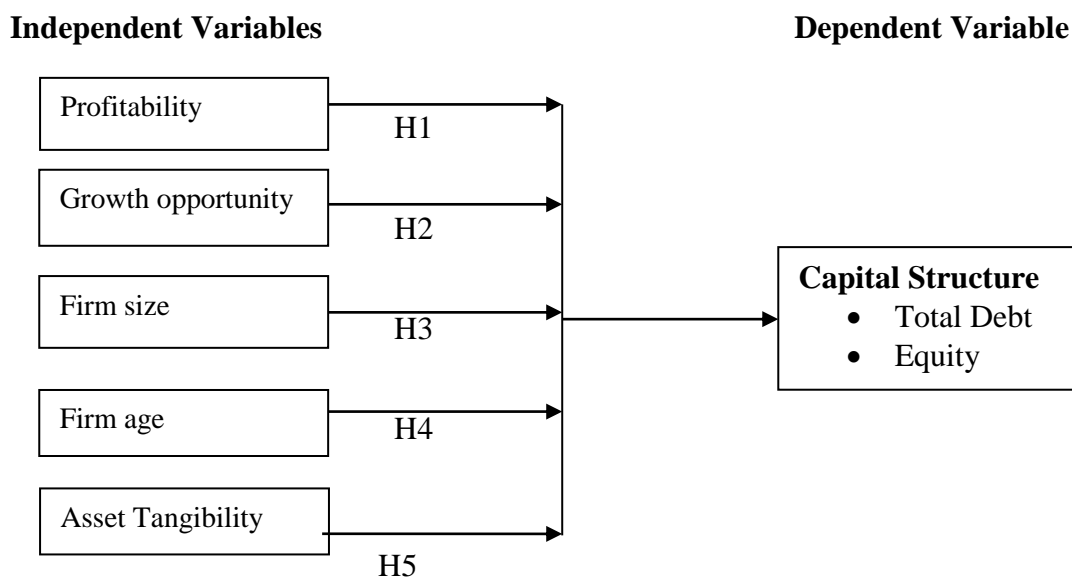 Independent Variables
Dependent Variable
Profitability
H1
Growth opportunity
H2
Capital Structure
• Total Debt
• Equity
Firm size
H3
Firm age
H4
Asset Tangibility
H5